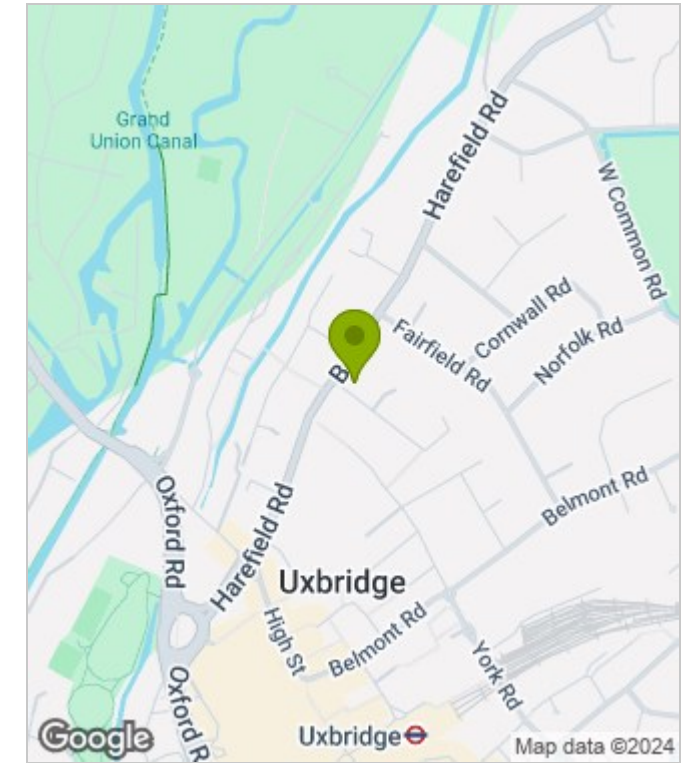 Grand
Union Canal
Harefield Rd
W Common Rd
Cornwall Rd
Fairfield Rd
Norfolk Rd
B
Belmont Rd
Oxford Rd
Harefield Rd
Uxbridge
High St
Belmont Rd
York Rd
Oxford R
Uxbridge
Google
Map data ©2024